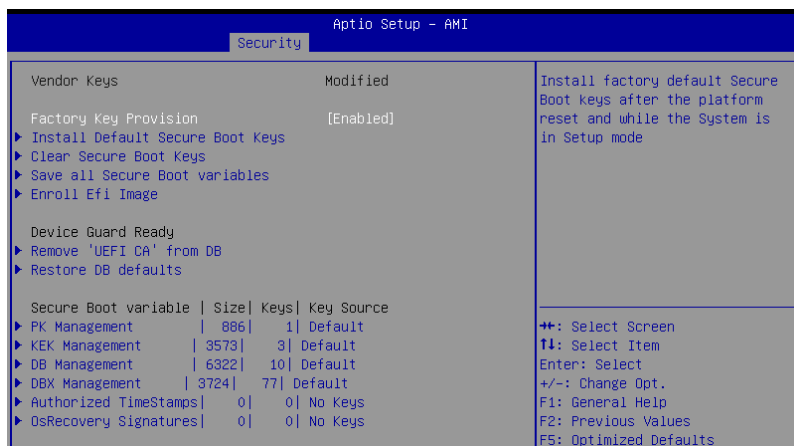 Aptio Setup – AMI
Security
Vendor Keys Modified
Factory Key Provision [Enabled]
Install Default Secure Boot Keys
Clear Secure Boot Keys
Save all Secure Boot variables
Enroll Efi Image
Device Guard Ready
Remove 'UEFI CA' from DB
Restore DB defaults
Secure Boot variable | Size| Keys| Key Source
PK Management | 886| 1| Default
KEK Management | 3573| 3| Default
DB Management | 6322| 10| Default
DBX Management | 3724| 77| Default
Authorized TimeStamps| 0| 0| No Keys
OsRecovery Signatures| 0| 0| No Keys
Install factory default Secure
Boot keys after the platform
reset and while the System is
in Setup mode
→←: Select Screen
↑↓: Select Item
Enter: Select
+/-: Change Opt.
F1: General Help
F2: Previous Values
F5: Optimized Defaults